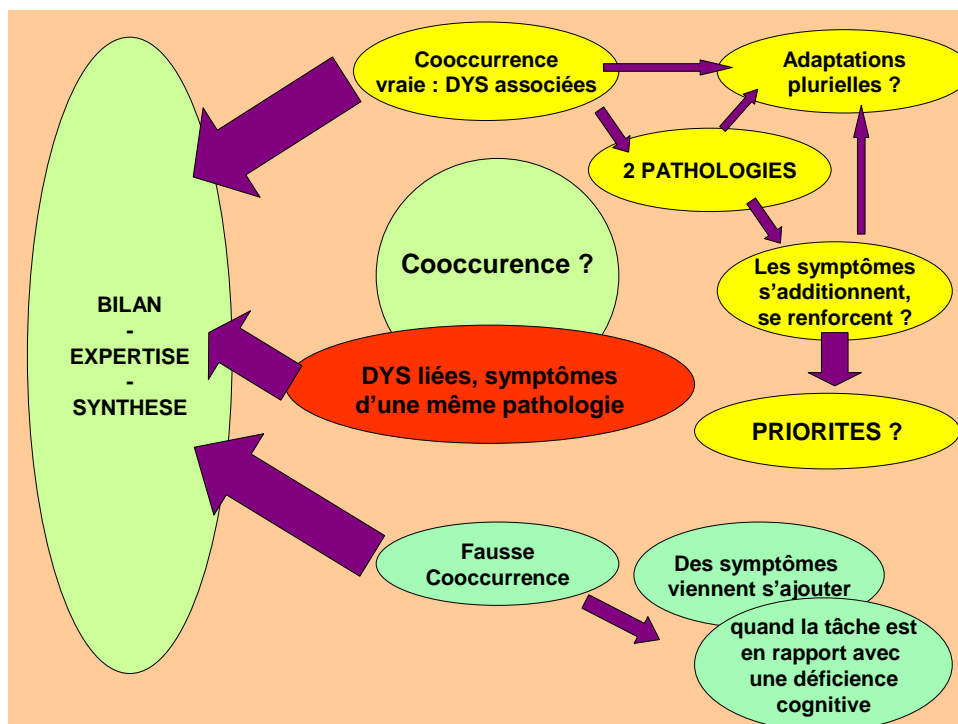 Cooccurrence
vraie : DYS associées
Adaptations
plurielles ?
2 PATHOLOGIES
Cooccurence ?
Les symptômes
s'additionnent,
se renforcent ?
BILAN
-
EXPERTISE
-
SYNTHESE
DYS liées, symptômes
d'une même pathologie
PRIORITES ?
Fausse
Cooccurrence
Des symptômes
viennent s'ajouter
quand la tâche est
en rapport avec
une déficience
cognitive